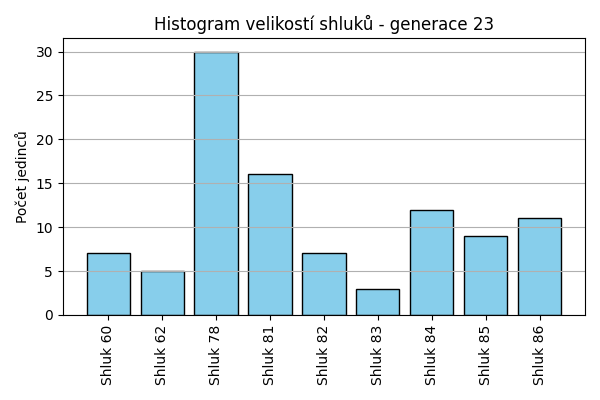 Histogram velikostí shluků - generace 23
Počet jedinců
30
25
20
15
10
5
0
Shluk 60
Shluk 62
Shluk 78
Shluk 81
Shluk 82
Shluk 83
Shluk 84
Shluk 85
Shluk 86